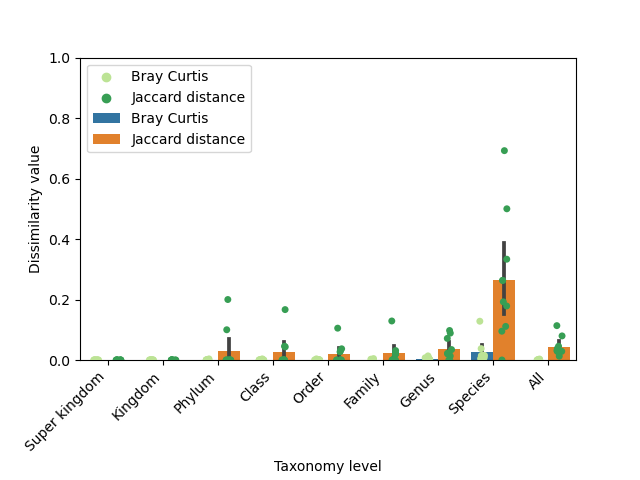 1.0
0.8
0.6
0.4
0.2
0.0
Dissimilarity value
Bray Curtis
Jaccard distance
Bray Curtis
Jaccard distance
Super kingdom
Kingdom
Phylum
Class
Order
Family
Genus
Species
All
Taxonomy level